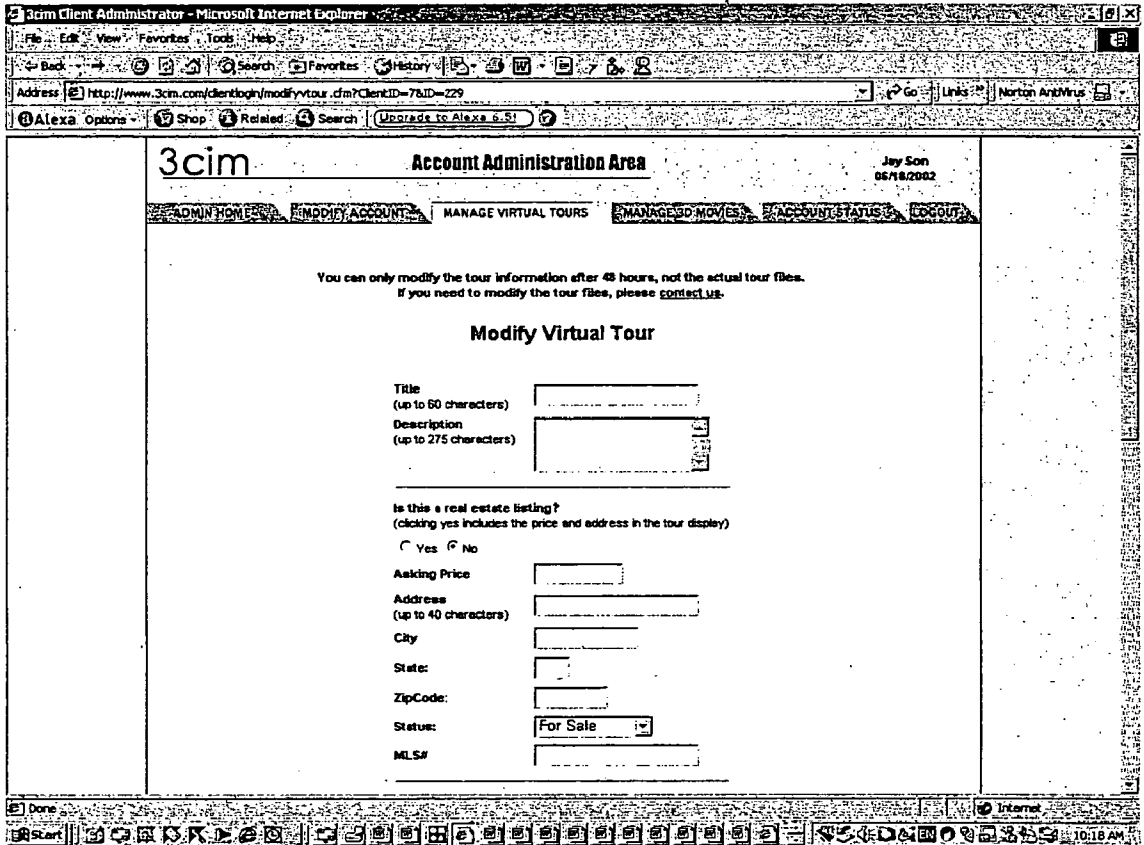 3cim Client Administrator - Microsoft Internet Explorer
File Edit View Favorites Tools Help
Back Search Favorites History
Address http://www.3cim.com/clientlogin/modifyvtour.cfm?ClientID=7&ID=229 Go Links Norton AntiVirus
Alexa Options Shop Related Search Upgrade to Alexa 6.5!
3cim Account Administration Area Jay Son
06/18/2002
ADMIN HOME MODIFY ACCOUNT MANAGE VIRTUAL TOURS MANAGE 3D MOVIES ACCOUNT STATUS LOGOUT
You can only modify the tour information after 48 hours, not the actual tour files.
If you need to modify the tour files, please contact us.
Modify Virtual Tour
Title
(up to 60 characters)
Description
(up to 275 characters)
Is this a real estate listing?
(clicking yes includes the price and address in the tour display)
Yes No
Asking Price
Address
(up to 40 characters)
City
State:
ZipCode:
Status: For Sale
MLS#
Done Internet
Start 10:18 AM